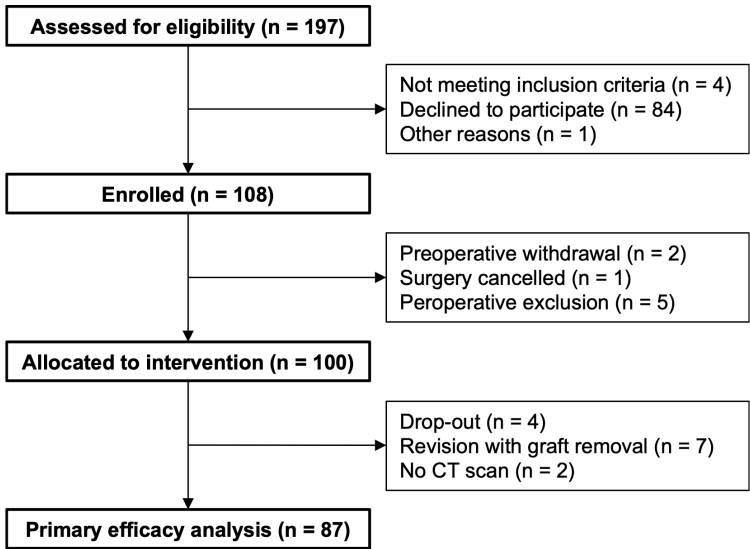 Assessed for eligibility (n = 197)
Not meeting inclusion criteria (n = 4)
Declined to participate (n = 84)
Other reasons (n = 1)
Enrolled (n = 108)
Preoperative withdrawal (n = 2)
Surgery cancelled (n = 1)
Peroperative exclusion (n = 5)
Allocated to intervention (n = 100)
Drop-out (n = 4)
Revision with graft removal (n = 7)
No CT scan (n = 2)
Primary efficacy analysis (n = 87)